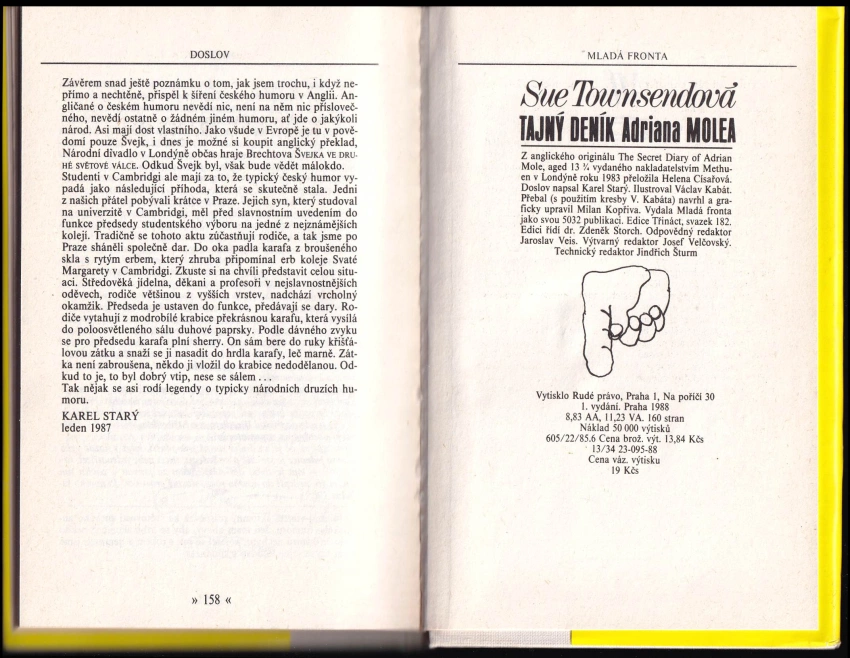 DOSLOV
Závěrem snad ještě poznámku o tom, jak jsem trochu, i když ne-
přímo a nechtěně, přispěl k šíření českého humoru v Anglii. An-
gličané o českém humoru nevědí nic, není na něm nic přísloveč-
ného, nevědí ostatně o žádném jiném humoru, ať jde o jakýkoli
národ. Asi mají dost vlastního. Jako všude v Evropě je tu v pově-
domí pouze Švejk, i dnes je možné si koupit anglický překlad,
Národní divadlo v Londýně občas hraje Brechtova ŠVEJKA VE DRU-
HÉ SVĚTOVÉ VÁLCE. Odkud Švejk byl, však bude vědět málokdo.
Studenti v Cambridgi ale mají za to, že typický český humor vy-
padá jako následující příhoda, která se skutečně stala. Jedni
z našich přátel pobývali krátce v Praze. Jejich syn, který studoval
na univerzitě v Cambridgi, měl před slavnostním uvedením do
funkce předsedy studentského výboru na jedné z nejznámějších
kolejí. Tradičně se tohoto aktu zúčastňují rodiče, a tak jsme po
Praze sháněli společně dar. Do oka padla karafa z broušeného
skla s rytým erbem, který zhruba připomínal erb koleje Svaté
Margarety v Cambridgi. Zkuste si na chvíli představit celou situ-
aci. Středověká jídelna, děkani a profesoři v nejslavnostnějších
oděvech, rodiče většinou z vyšších vrstev, nadchází vrcholný
okamžik. Předseda je ustaven do funkce, předávají se dary. Ro-
diče vytahují z modrobílé krabice překrásnou karafu, která vysílá
do poloosvětleného sálu duhové paprsky. Podle dávného zvyku
se pro předsedu karafa plní sherry. On sám bere do ruky křišťá-
lovou zátku a snaží se ji nasadit do hrdla karafy, leč marně. Zát-
ka není zabroušena, někdo ji vložil do krabice nedodělanou. Od-
kud to je, to byl dobrý vtip, nese se sálem . . .
Tak nějak se asi rodí legendy o typicky národních druzích hu-
moru.
KAREL STARÝ
leden 1987
» 158 «
MLADÁ FRONTA
Sue Townsendová
TAJNÝ DENÍK Adriana MOLEA
Z anglického originálu The Secret Diary of Adrian
Mole, aged 13 ¾ vydaného nakladatelstvím Methu-
en v Londýně roku 1983 přeložila Helena Císařová.
Doslov napsal Karel Starý. Ilustroval Václav Kabát.
Přebal (s použitím kresby V. Kabáta) navrhl a gra-
ficky upravil Milan Kopřiva. Vydala Mladá fronta
jako svou 5032 publikaci. Edice Třináct, svazek 182.
Edici řídí dr. Zdeněk Storch. Odpovědný redaktor
Jaroslav Veis. Výtvarný redaktor Josef Velčovský.
Technický redaktor Jindřich Šturm
Vytisklo Rudé právo, Praha 1, Na poříčí 30
1. vydání. Praha 1988
8,83 AA, 11,23 VA. 160 stran
Náklad 50 000 výtisků
605/22/85.6 Cena brož. výt. 13,84 Kčs
13/34 23-095-88
Cena váz. výtisku
19 Kčs